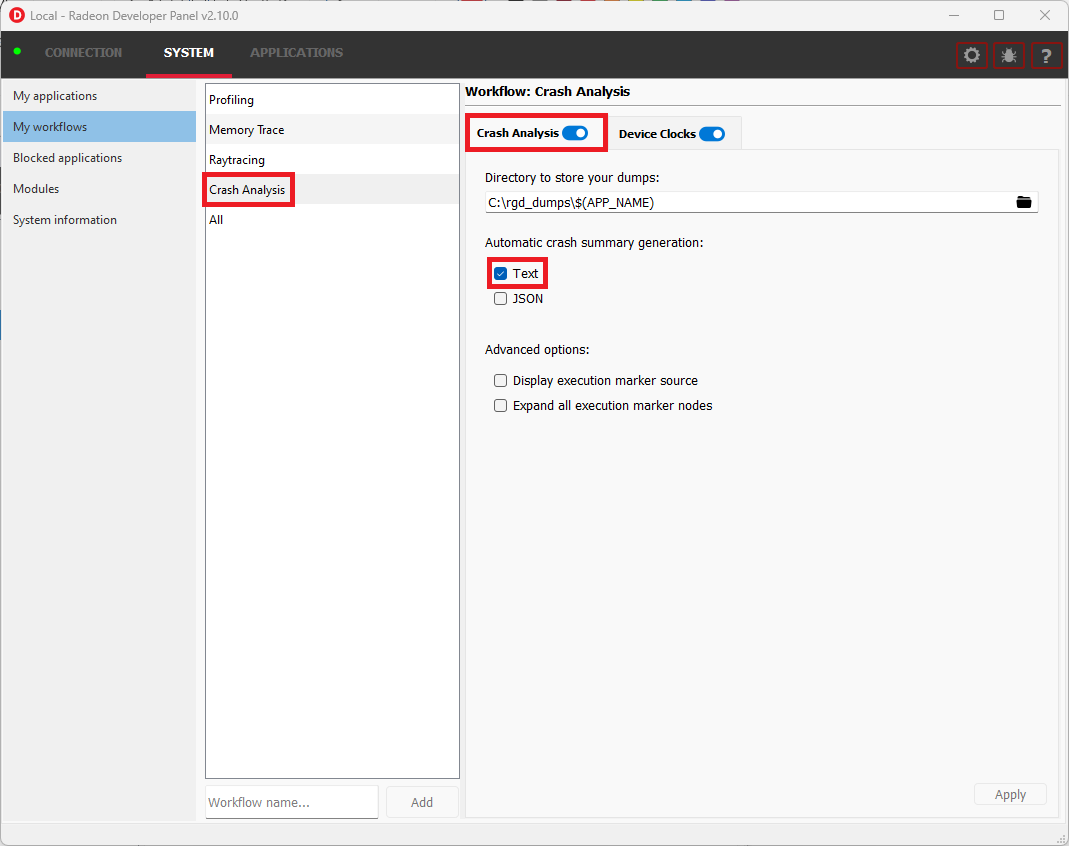 Local - Radeon Developer Panel v2.10.0
CONNECTION SYSTEM APPLICATIONS
?
My applications
My workflows
Blocked applications
Modules
System information
Profiling
Memory Trace
Raytracing
Crash Analysis
All
Workflow name...
Add
Workflow: Crash Analysis
Crash Analysis
Device Clocks
Directory to store your dumps:
C:\rgd_dumps\$(APP_NAME)
Automatic crash summary generation:
Text
JSON
Advanced options:
Display execution marker source
Expand all execution marker nodes
Apply